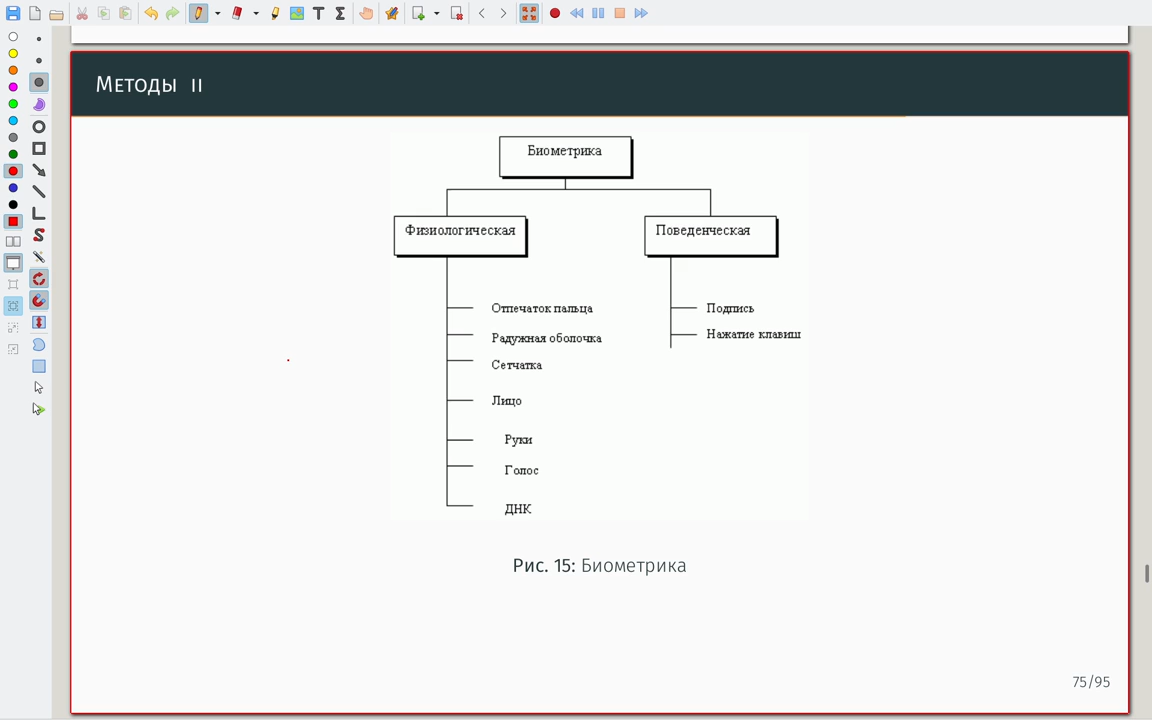 Методы II
Биометрика
Физиологическая
Поведенческая
Отпечаток пальца
Радужная оболочка
Сетчатка
Лицо
Руки
Голос
ДНК
Подпись
Нажатие клавиш
Рис. 15: Биометрика
75/95